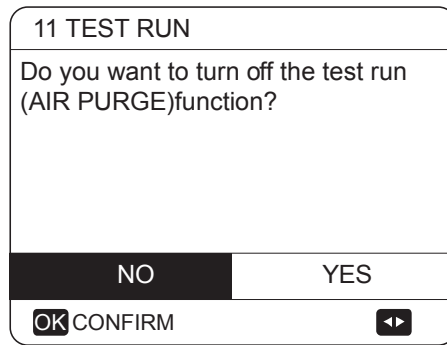 11 TEST RUN
Do you want to turn off the test run
(AIR PURGE)function?
NO YES
OK CONFIRM